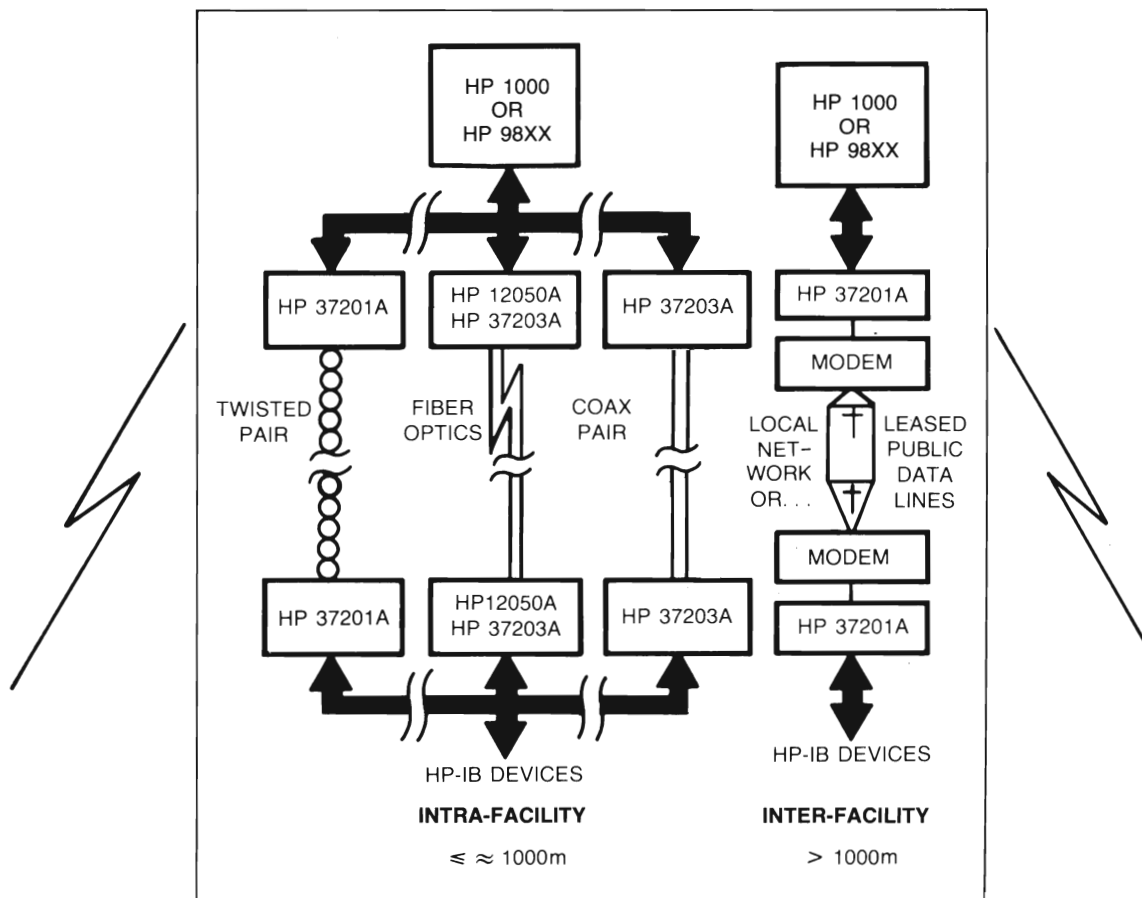 HP 1000
OR
HP 98XX
HP 37201A
HP 12050A
HP 37203A
HP 37203A
TWISTED
PAIR
FIBER
OPTICS
COAX
PAIR
HP 37201A
HP12050A
HP 37203A
HP 37203A
HP-IB DEVICES
INTRA-FACILITY
≤ ≈ 1000m
HP 1000
OR
HP 98XX
HP 37201A
MODEM
LOCAL
NET-
WORK
OR. . .
LEASED
PUBLIC
DATA
LINES
MODEM
HP 37201A
HP-IB DEVICES
INTER-FACILITY
> 1000m